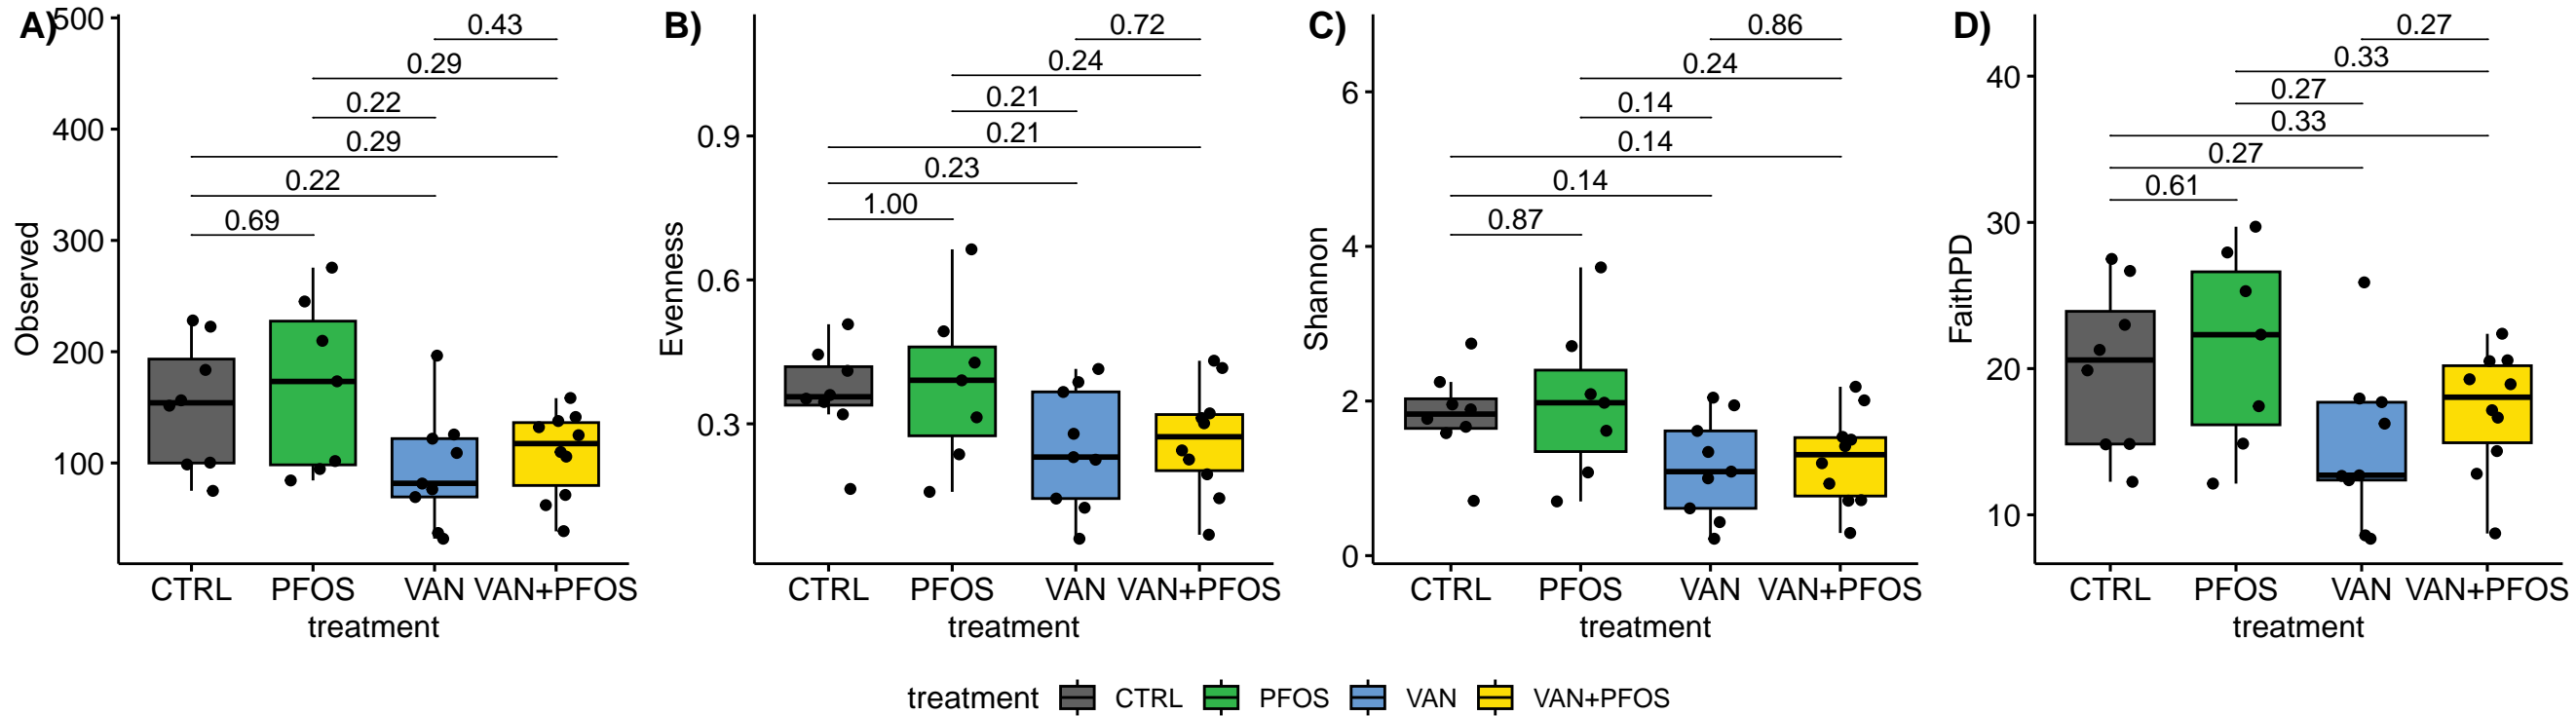 A)
500
400
300
200
100
Observed
0.43
0.29
0.22
0.29
0.22
0.69
CTRL PFOS VAN VAN+PFOS
treatment
B)
0.9
0.6
0.3
Evenness
0.72
0.24
0.21
0.21
0.23
1.00
CTRL PFOS VAN VAN+PFOS
treatment
C)
6
4
2
0
Shannon
0.86
0.24
0.14
0.14
0.14
0.87
CTRL PFOS VAN VAN+PFOS
treatment
D)
40
30
20
10
FaithPD
0.27
0.33
0.27
0.33
0.27
0.61
CTRL PFOS VAN VAN+PFOS
treatment
treatment CTRL PFOS VAN VAN+PFOS